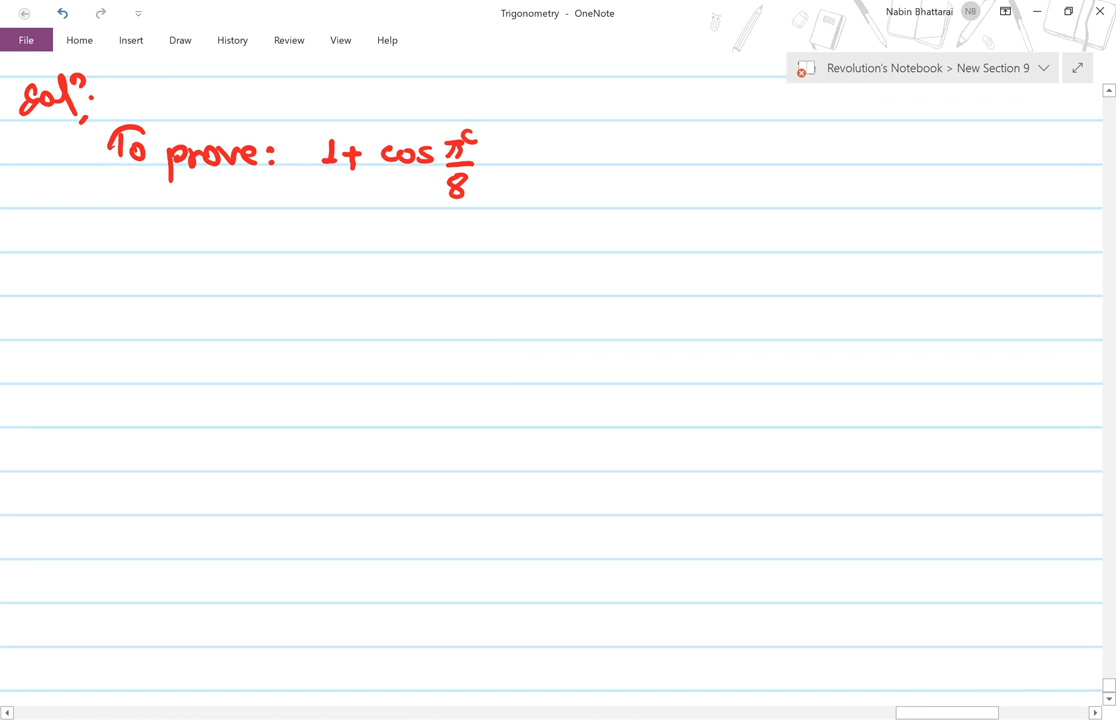 Trigonometry - OneNote
Nabin Bhattarai NB
File Home Insert Draw History Review View Help
Revolution's Notebook > New Section 9
Solⁿ:
To prove: 1 + cos π^c/8